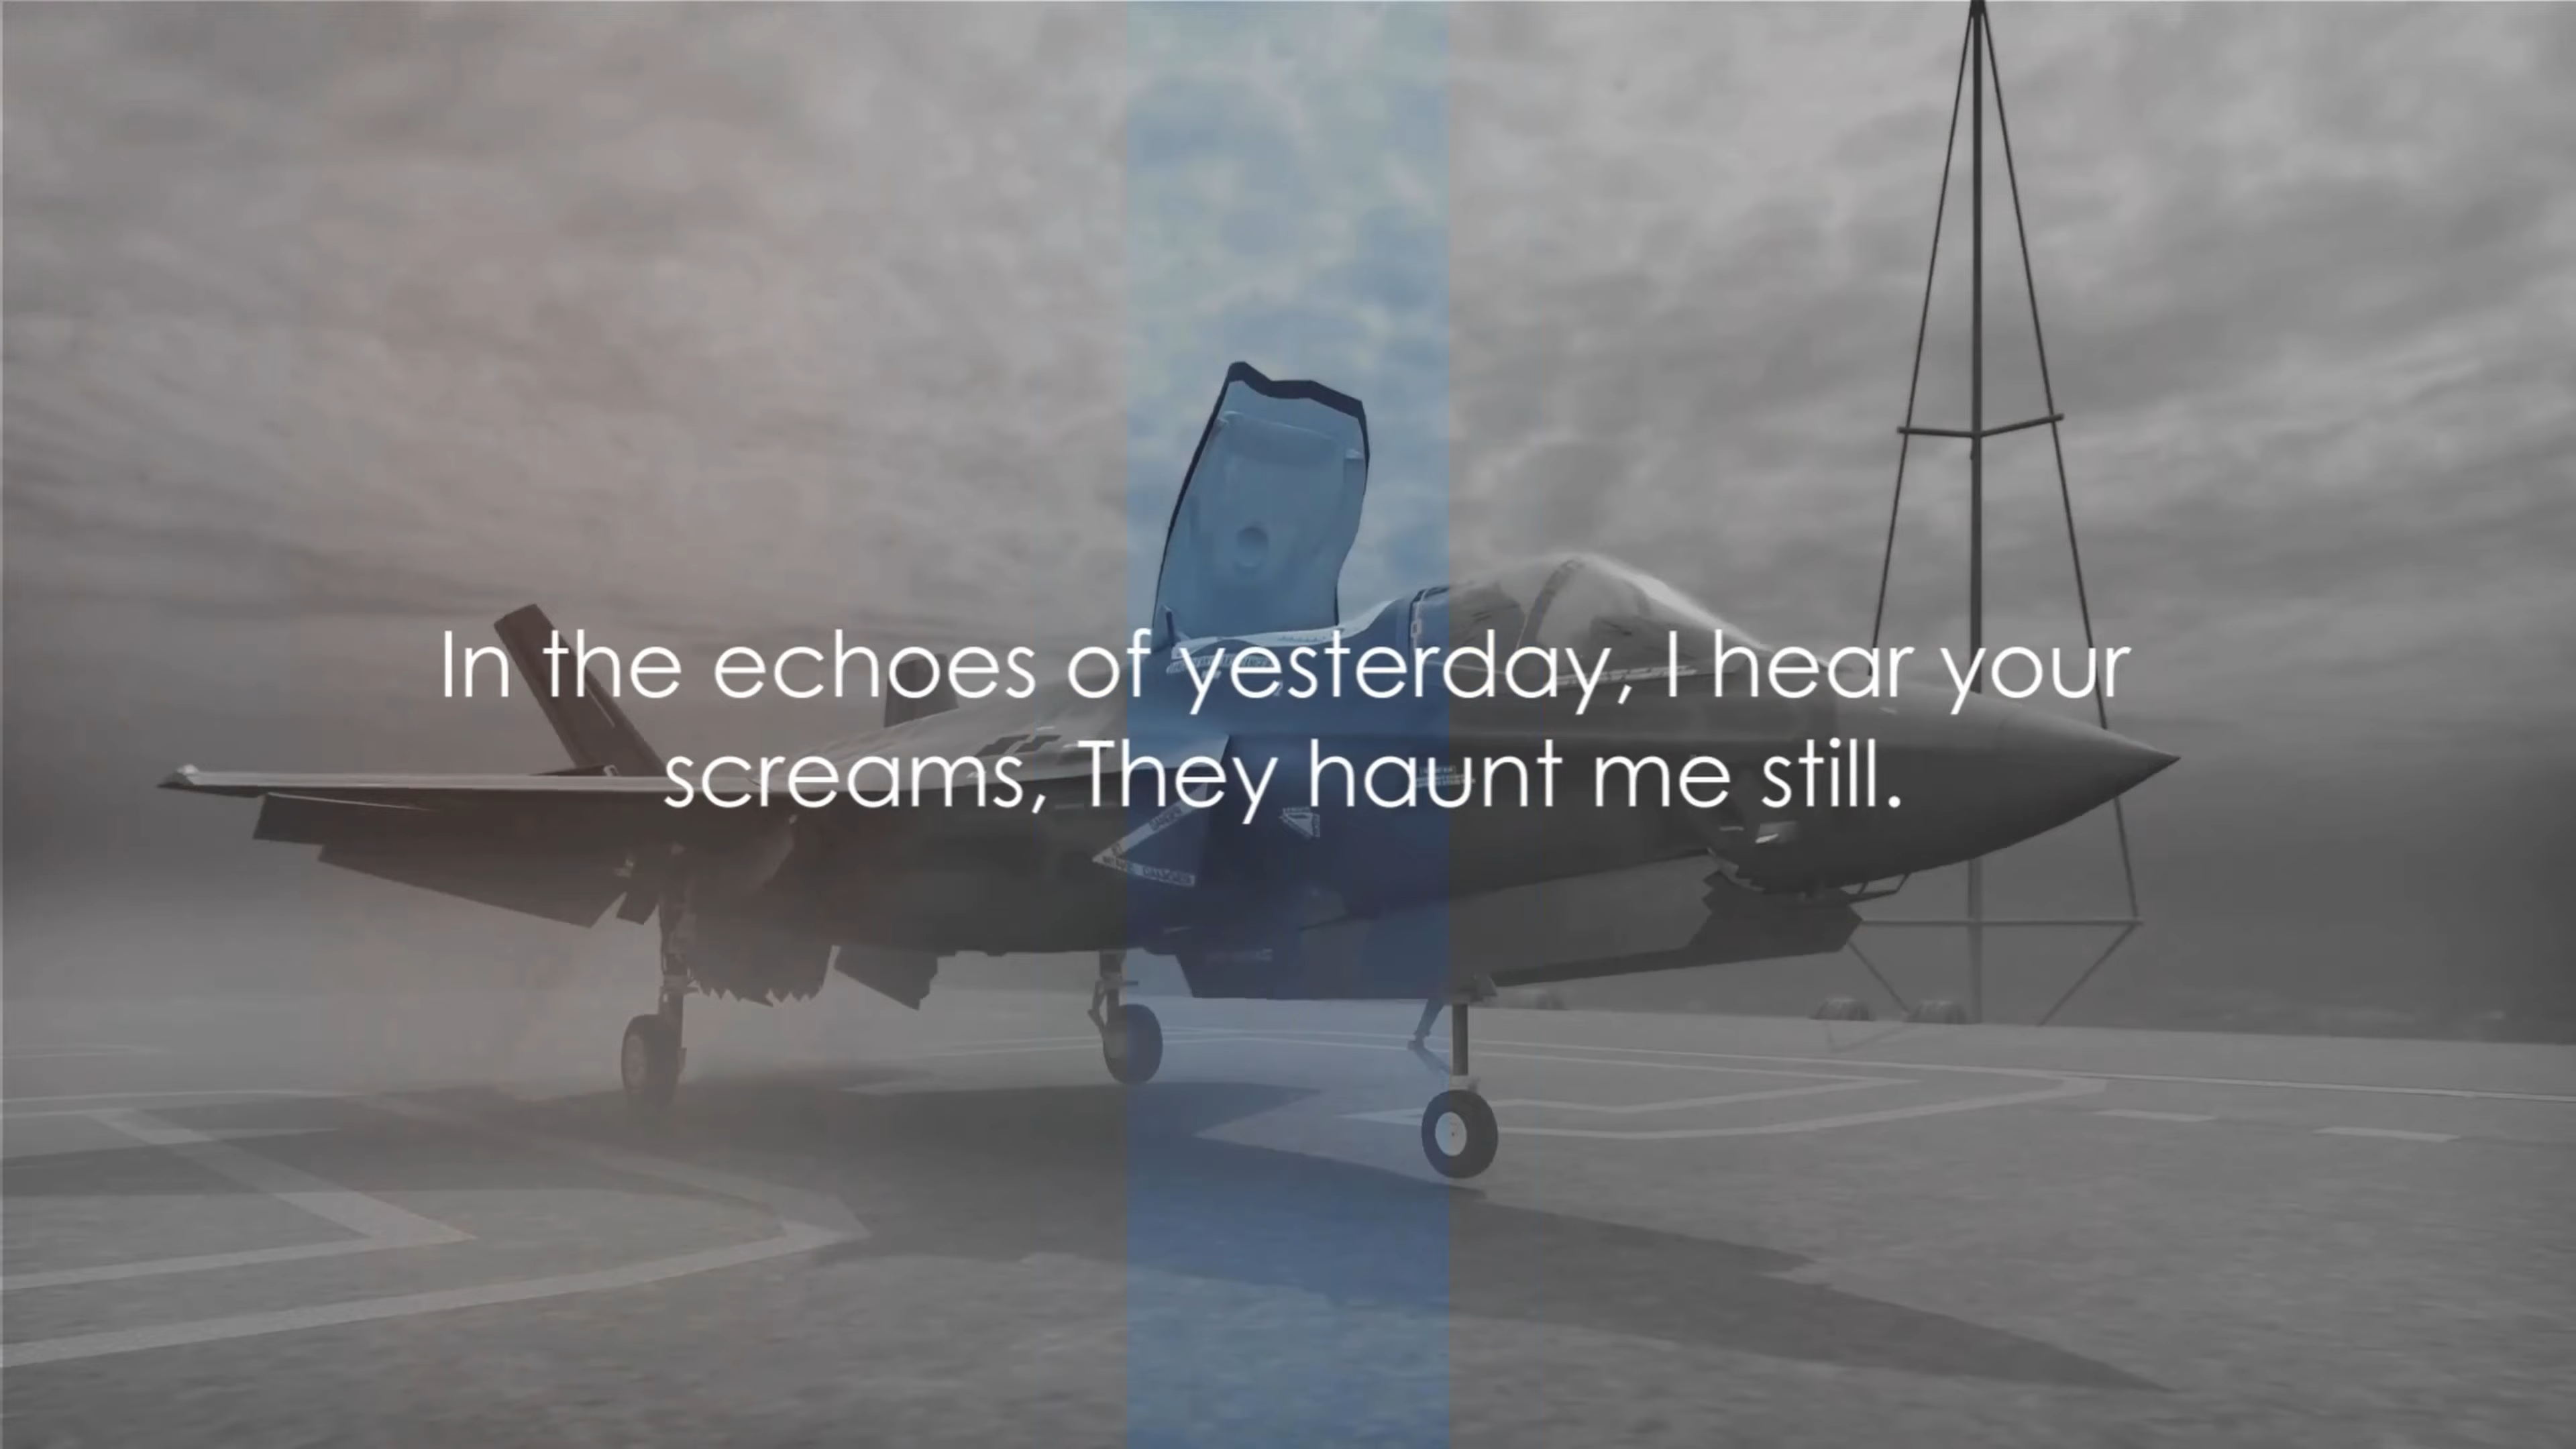 In the echoes of yesterday, I hear your
screams, They haunt me still.